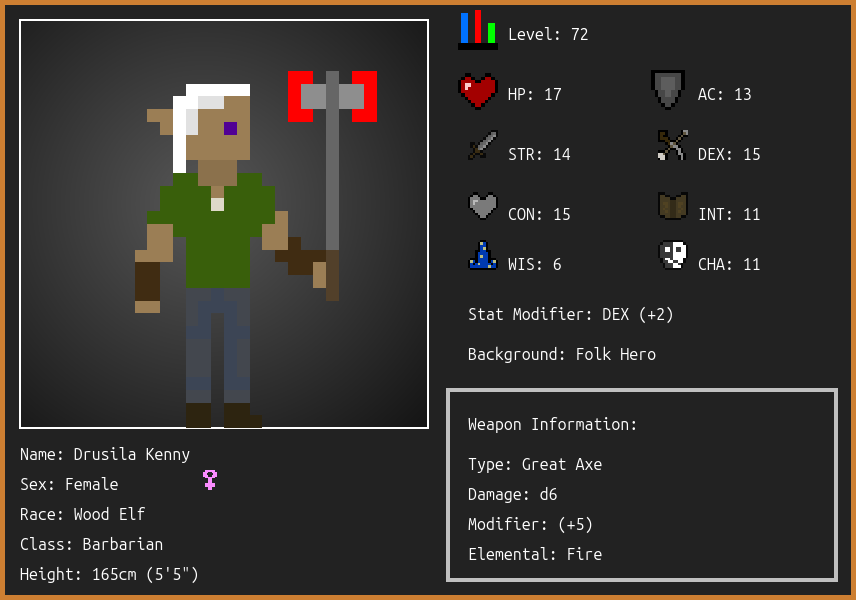 Level: 72
HP: 17 AC: 13
STR: 14 DEX: 15
CON: 15 INT: 11
WIS: 6 CHA: 11
Stat Modifier: DEX (+2)
Background: Folk Hero
Weapon Information:
Type: Great Axe
Damage: d6
Modifier: (+5)
Elemental: Fire
Name: Drusila Kenny
Sex: Female
Race: Wood Elf
Class: Barbarian
Height: 165cm (5'5")